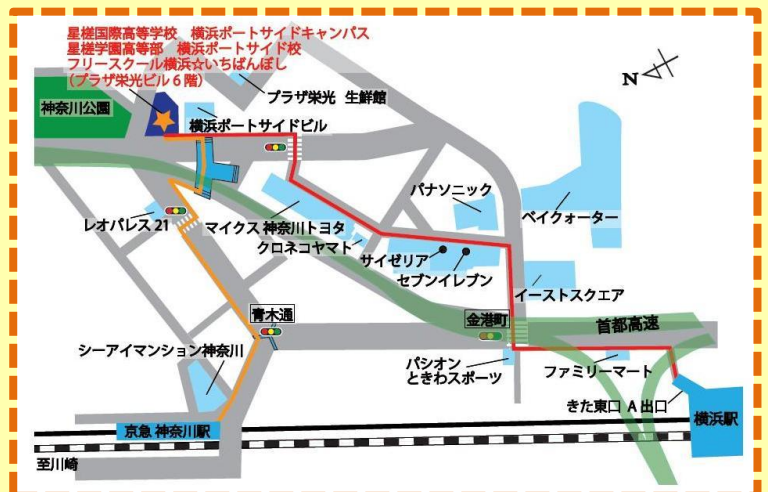 星槎国際高等学校 横浜ポートサイドキャンパス
星槎学園高等部 横浜ポートサイド校
フリースクール横浜☆いちばんぼし
(プラザ栄光ビル6階)
N
プラザ栄光 生鮮館
神奈川公園
横浜ポートサイドビル
パナソニック
ベイクォーター
レオパレス21
マイクス神奈川トヨタ
クロネコヤマト
サイゼリア
セブンイレブン
イーストスクエア
青木通
金港町
首都高速
シーアイマンション神奈川
パシオン
ときわスポーツ
ファミリーマート
きた東口 A出口
横浜駅
京急 神奈川駅
至川崎